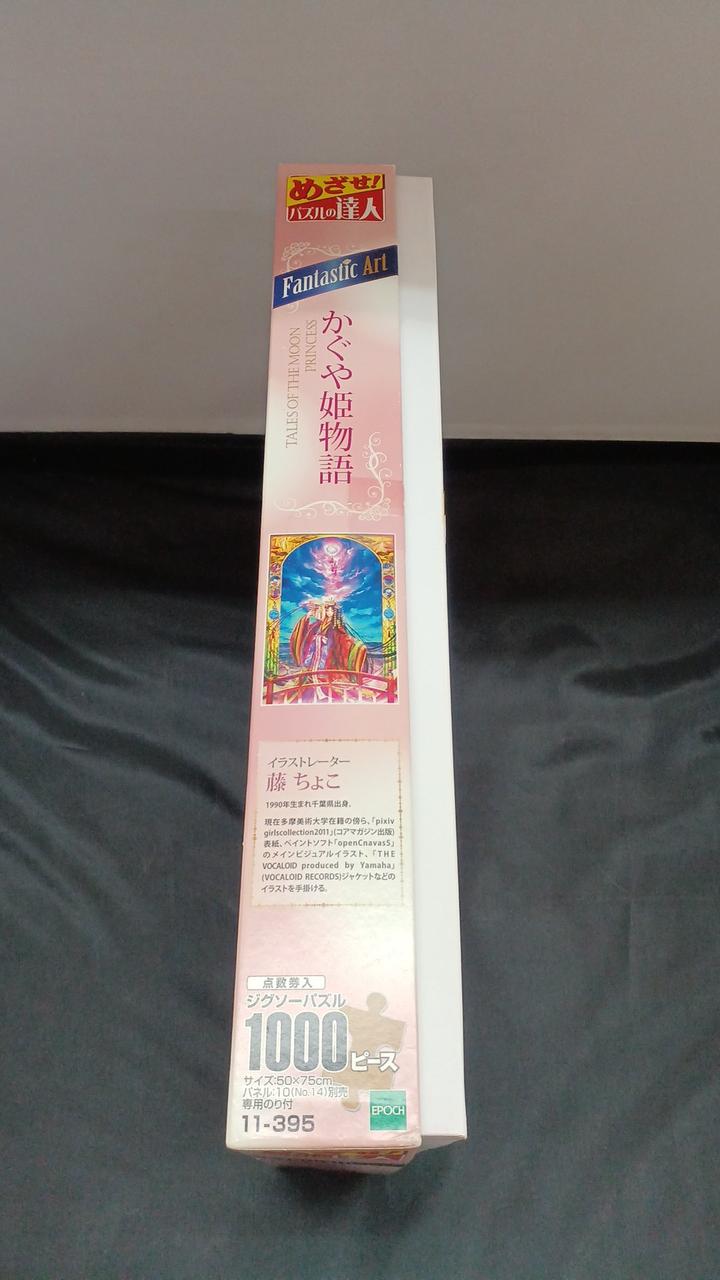 めざせ!
パズルの達人
Fantastic Art
かぐや姫物語
TALES OF THE MOON
PRINCESS
イラストレーター
藤 ちょこ
1990年生まれ千葉県出身。
現在多摩美術大学在籍の傍ら、「pixiv
girlscollection2011」(コアマガジン出版)
表紙、ペイントソフト「openCnavasS」
のメインビジュアルイラスト、「THE
VOCALOID produced by Yamaha」
(VOCALOID RECORDS)ジャケットなどの
イラストを手掛ける。
点数券入
ジグソーパズル
1000ピース
サイズ:50×75cm
パネル:10(No.14)別売
専用のり付
11-395
EPOCH